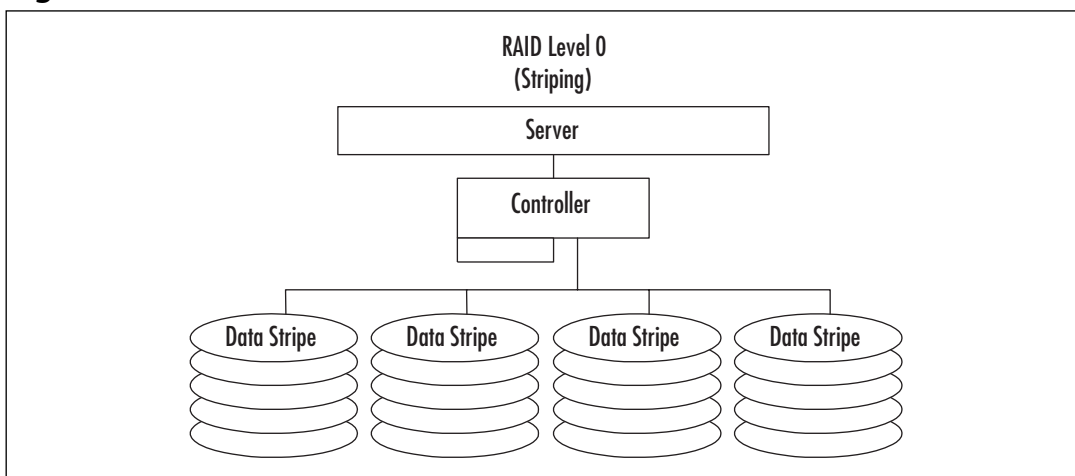 RAID Level 0
(Striping)
Server
Controller
Data Stripe Data Stripe Data Stripe Data Stripe